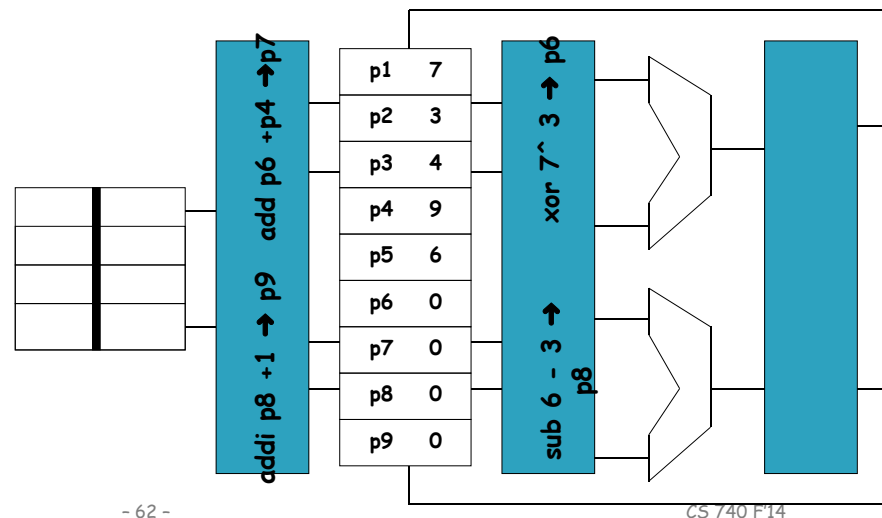 add p6 +p4 → p7
addi p8 +1 → p9
p1 7
p2 3
p3 4
p4 9
p5 6
p6 0
p7 0
p8 0
p9 0
xor 7^ 3 → p6
sub 6 - 3 →
p8
- 62 -
CS 740 F'14